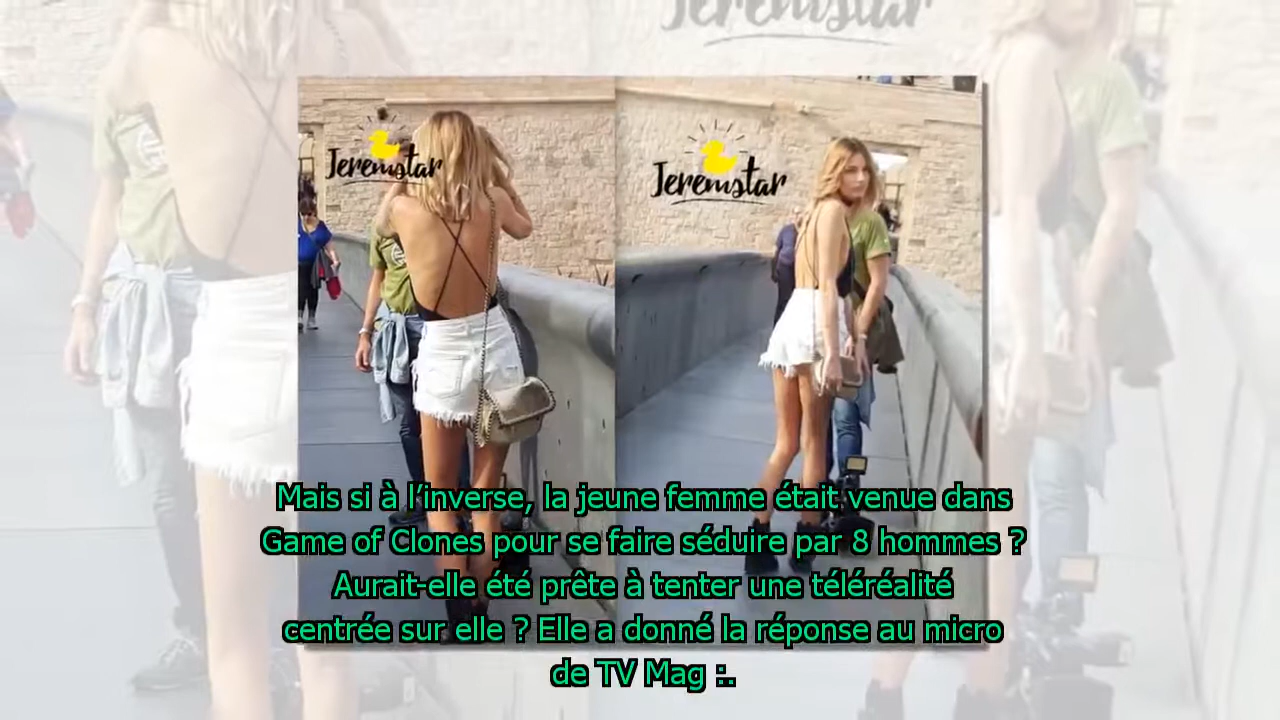 Jeremstar
Jeremstar
Jeremstar
Mais si à l’inverse, la jeune femme était venue dans
Game of Clones pour se faire séduire par 8 hommes ?
Aurait-elle été prête à tenter une téléréalité
centrée sur elle ? Elle a donné la réponse au micro
de TV Mag :.